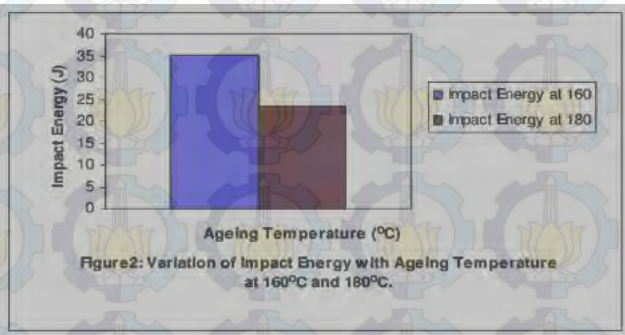 40
35
30
25
20
15
10
5
0
Impact Energy (J)
Impact Energy at 160
Impact Energy at 180
Ageing Temperature (⁰C)
Figure2: Variation of Impact Energy with Ageing Temperature
at 160⁰C and 180⁰C.